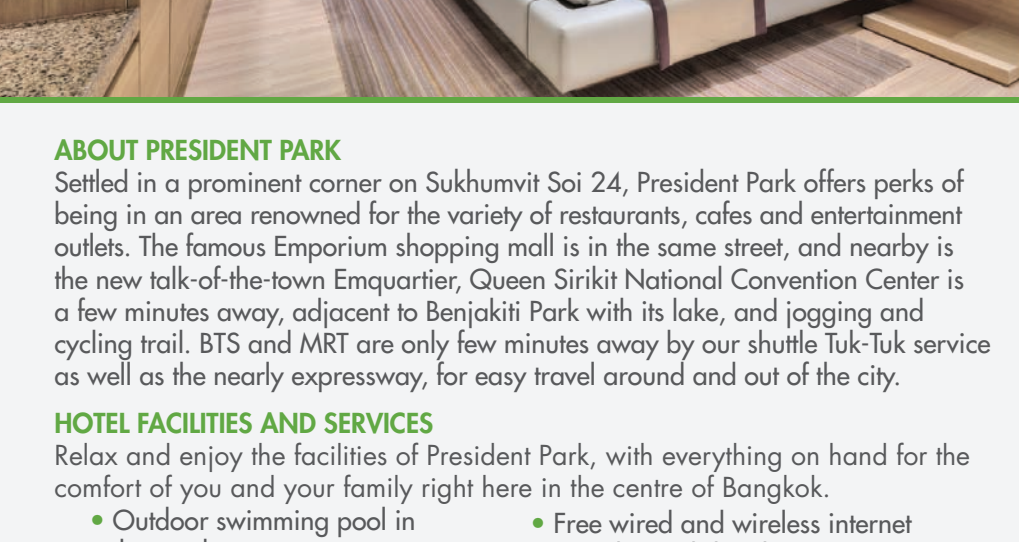 ABOUT PRESIDENT PARK
Settled in a prominent corner on Sukhumvit Soi 24, President Park offers perks of
being in an area renowned for the variety of restaurants, cafes and entertainment
outlets. The famous Emporium shopping mall is in the same street, and nearby is
the new talk-of-the-town Emquartier, Queen Sirikit National Convention Center is
a few minutes away, adjacent to Benjakiti Park with its lake, and jogging and
cycling trail. BTS and MRT are only few minutes away by our shuttle Tuk-Tuk service
as well as the nearly expressway, for easy travel around and out of the city.
HOTEL FACILITIES AND SERVICES
Relax and enjoy the facilities of President Park, with everything on hand for the
comfort of you and your family right here in the centre of Bangkok.
• Outdoor swimming pool in
• Free wired and wireless internet